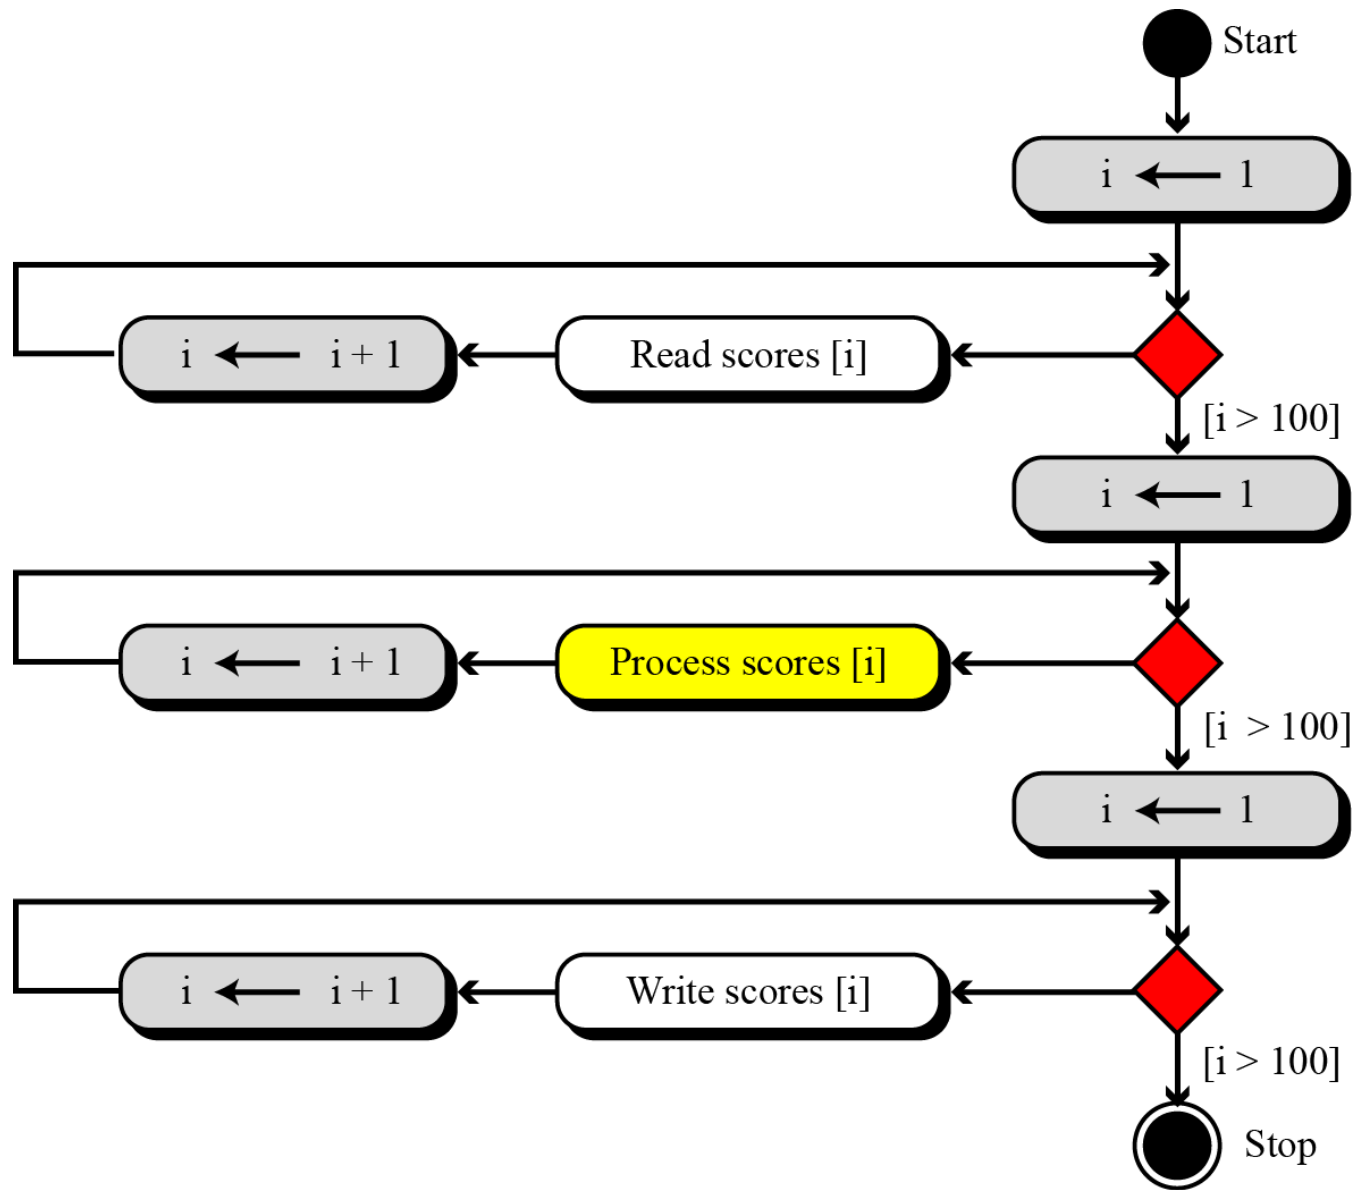 Start
i ← 1
i ← i + 1
Read scores [i]
[i > 100]
i ← 1
i ← i + 1
Process scores [i]
[i > 100]
i ← 1
i ← i + 1
Write scores [i]
[i > 100]
Stop